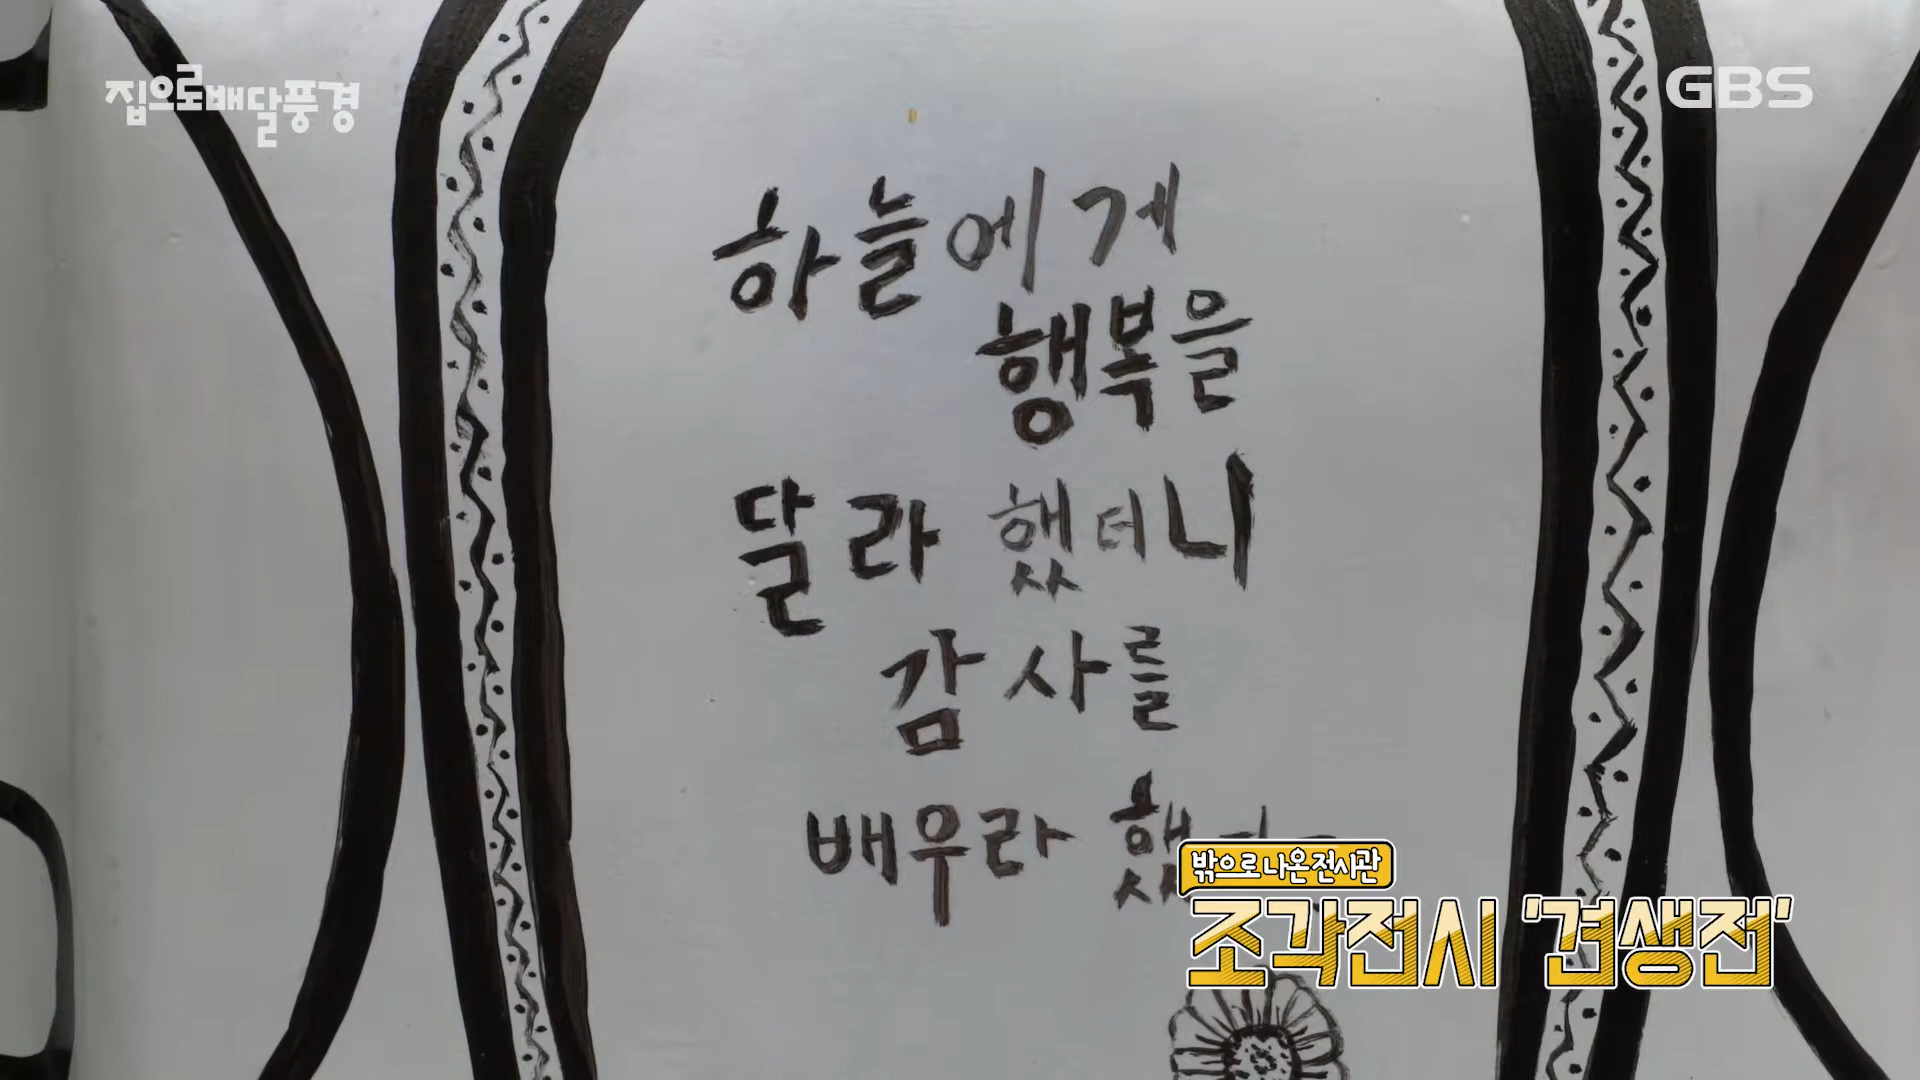 집으로배달풍경
GBS
하늘에게
행복을
달라 했더니
감사를
배우라 했
밖으로 나온 전시관
조각전시 '견생전'